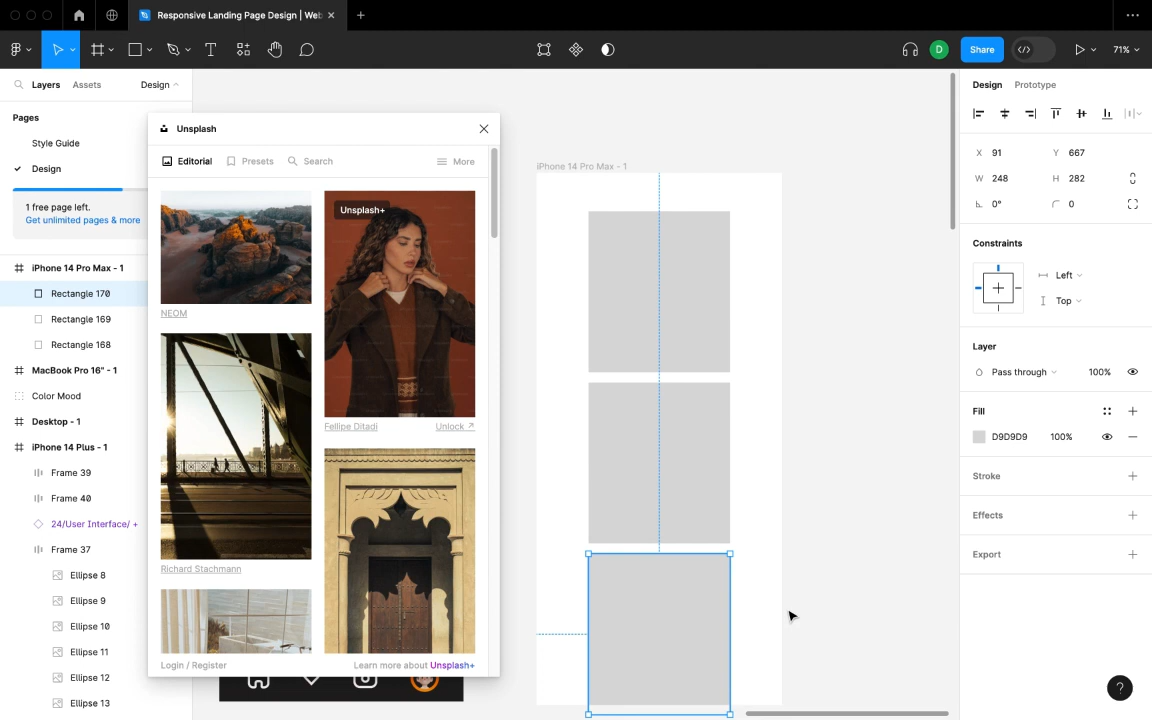 Responsive Landing Page Design | Web
D
Share
71%
Layers
Assets
Design
Pages
Style Guide
Design
1 free page left.
Get unlimited pages & more
iPhone 14 Pro Max - 1
Rectangle 170
Rectangle 169
Rectangle 168
MacBook Pro 16" - 1
Color Mood
Desktop - 1
iPhone 14 Plus - 1
Frame 39
Frame 40
24/User Interface/ +
Frame 37
Ellipse 8
Ellipse 9
Ellipse 10
Ellipse 11
Ellipse 12
Ellipse 13
Unsplash
Editorial
Presets
Search
More
Unsplash+
NEOM
Fellipe Ditadi
Unlock ↗
Richard Stachmann
Login / Register
Learn more about Unsplash+
iPhone 14 Pro Max - 1
Design
Prototype
X 91
Y 667
W 248
H 282
0°
0
Constraints
Left
Top
Layer
Pass through
100%
Fill
D9D9D9
100%
Stroke
Effects
Export
?